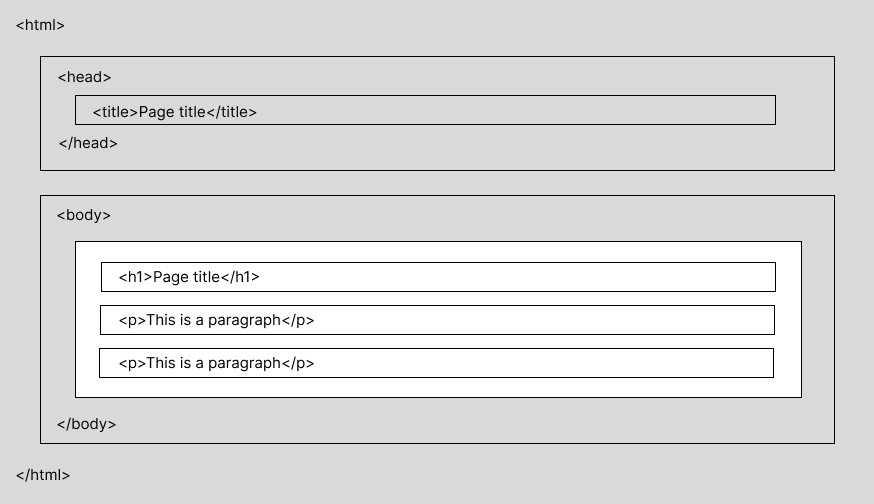 <html>
<head>
<title>Page title</title>
</head>
<body>
<h1>Page title</h1>
<p>This is a paragraph</p>
<p>This is a paragraph</p>
</body>
</html>